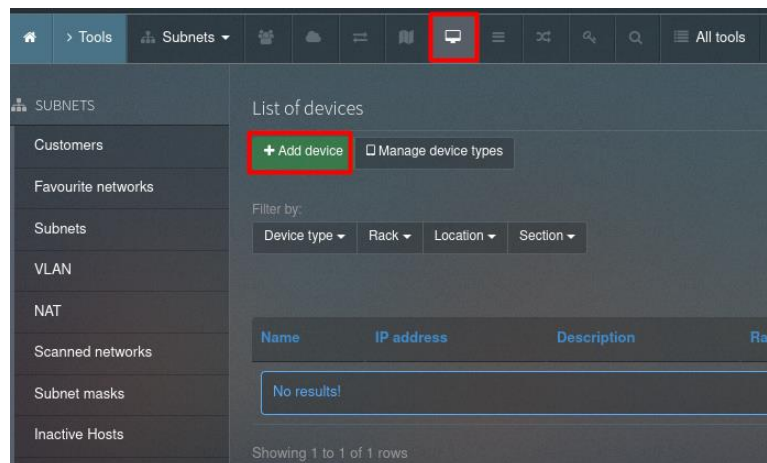 > Tools Subnets All tools
SUBNETS
Customers
Favourite networks
Subnets
VLAN
NAT
Scanned networks
Subnet masks
Inactive Hosts
List of devices
+ Add device Manage device types
Filter by:
Device type Rack Location Section
Name IP address Description Ra
No results!
Showing 1 to 1 of 1 rows